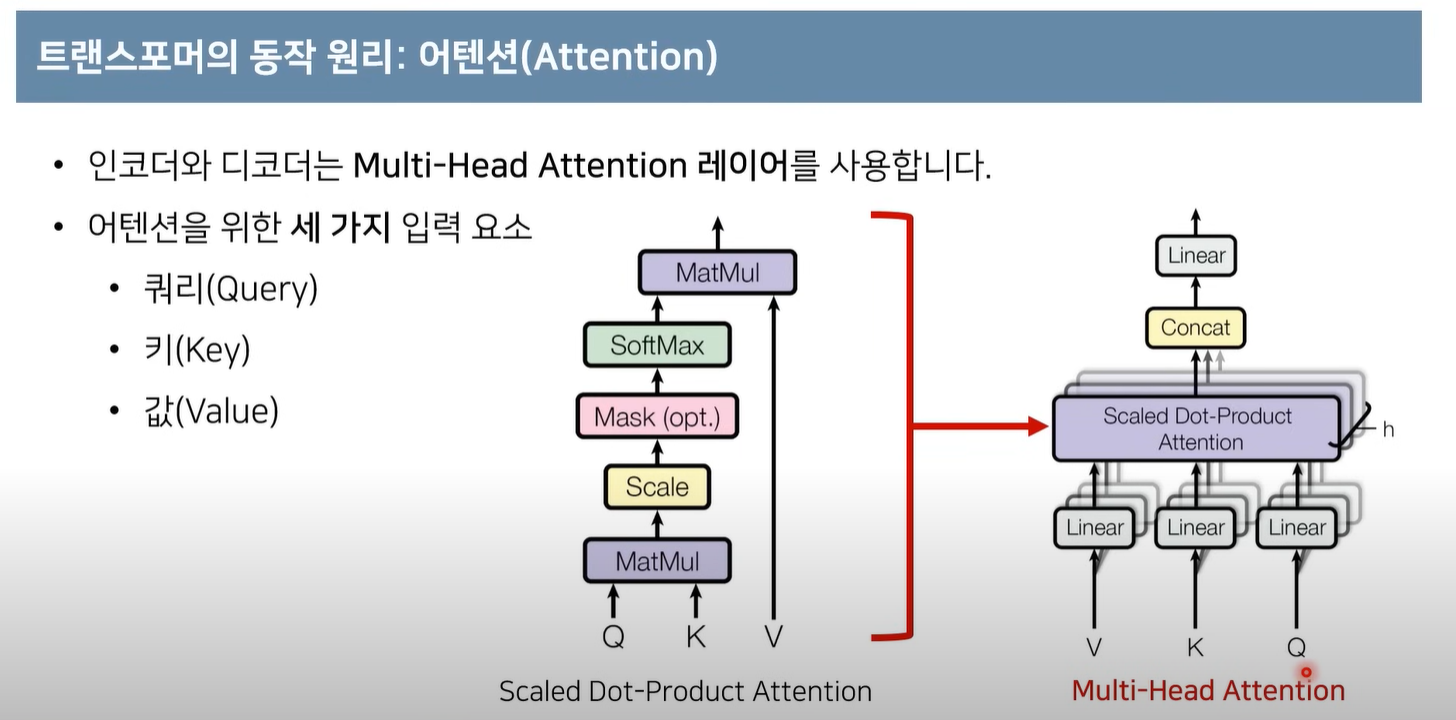 트랜스포머의 동작 원리: 어텐션(Attention)
• 인코더와 디코더는 Multi-Head Attention 레이어를 사용합니다.
• 어텐션을 위한 세 가지 입력 요소
• 쿼리(Query)
• 키(Key)
• 값(Value)
MatMul
SoftMax
Mask (opt.)
Scale
MatMul
Q K V
Scaled Dot-Product Attention
Linear
Concat
Scaled Dot-Product
Attention
h
Linear Linear Linear
V K Q
Multi-Head Attention